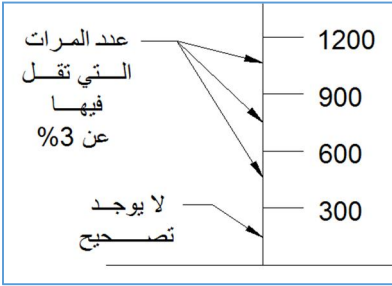 عدد المرات
التي تقل
فيها
عن 3%
لا يوجد
تصحيح
1200
900
600
300